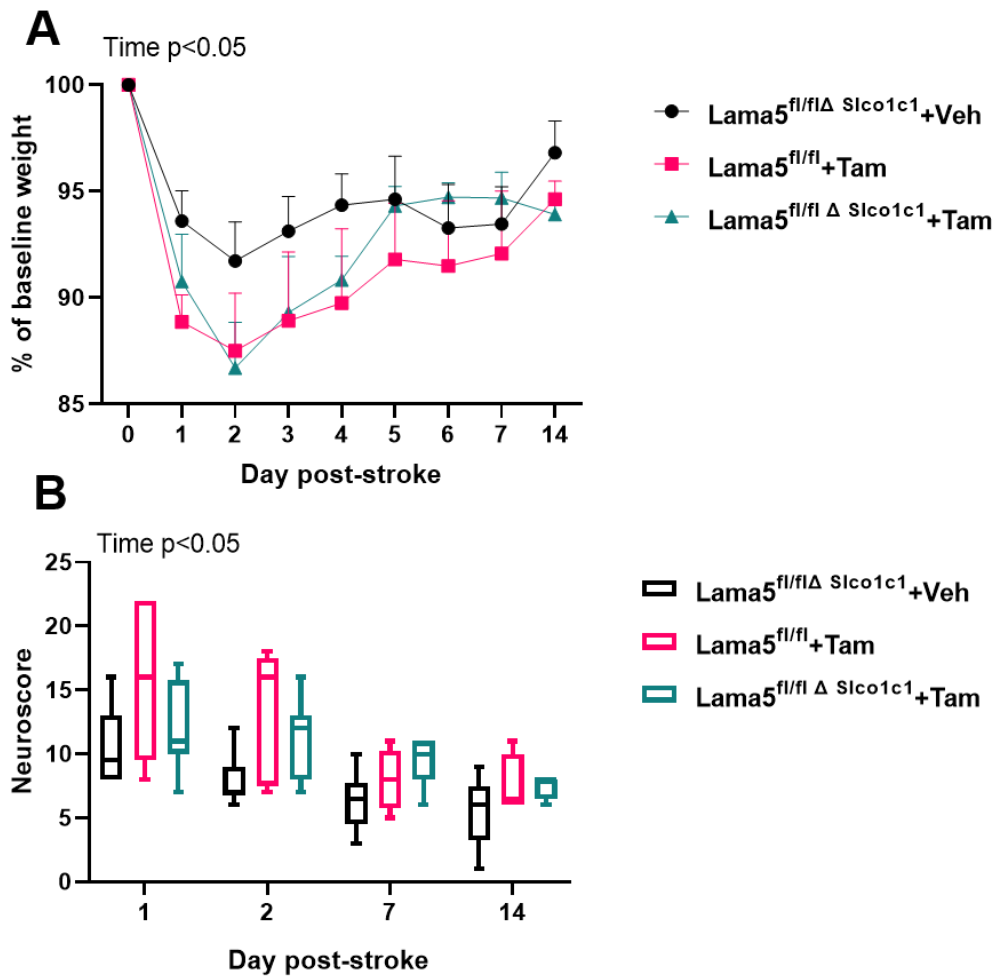 A
Time p<0.05
% of baseline weight
100
95
90
85
0 1 2 3 4 5 6 7 14
Day post-stroke
Lama5fl/flΔ Slco1c1+Veh
Lama5fl/fl+Tam
Lama5fl/fl Δ Slco1c1+Tam
B
Time p<0.05
Neuroscore
25
20
15
10
5
0
1 2 7 14
Day post-stroke
Lama5fl/flΔ Slco1c1+Veh
Lama5fl/fl+Tam
Lama5fl/fl Δ Slco1c1+Tam